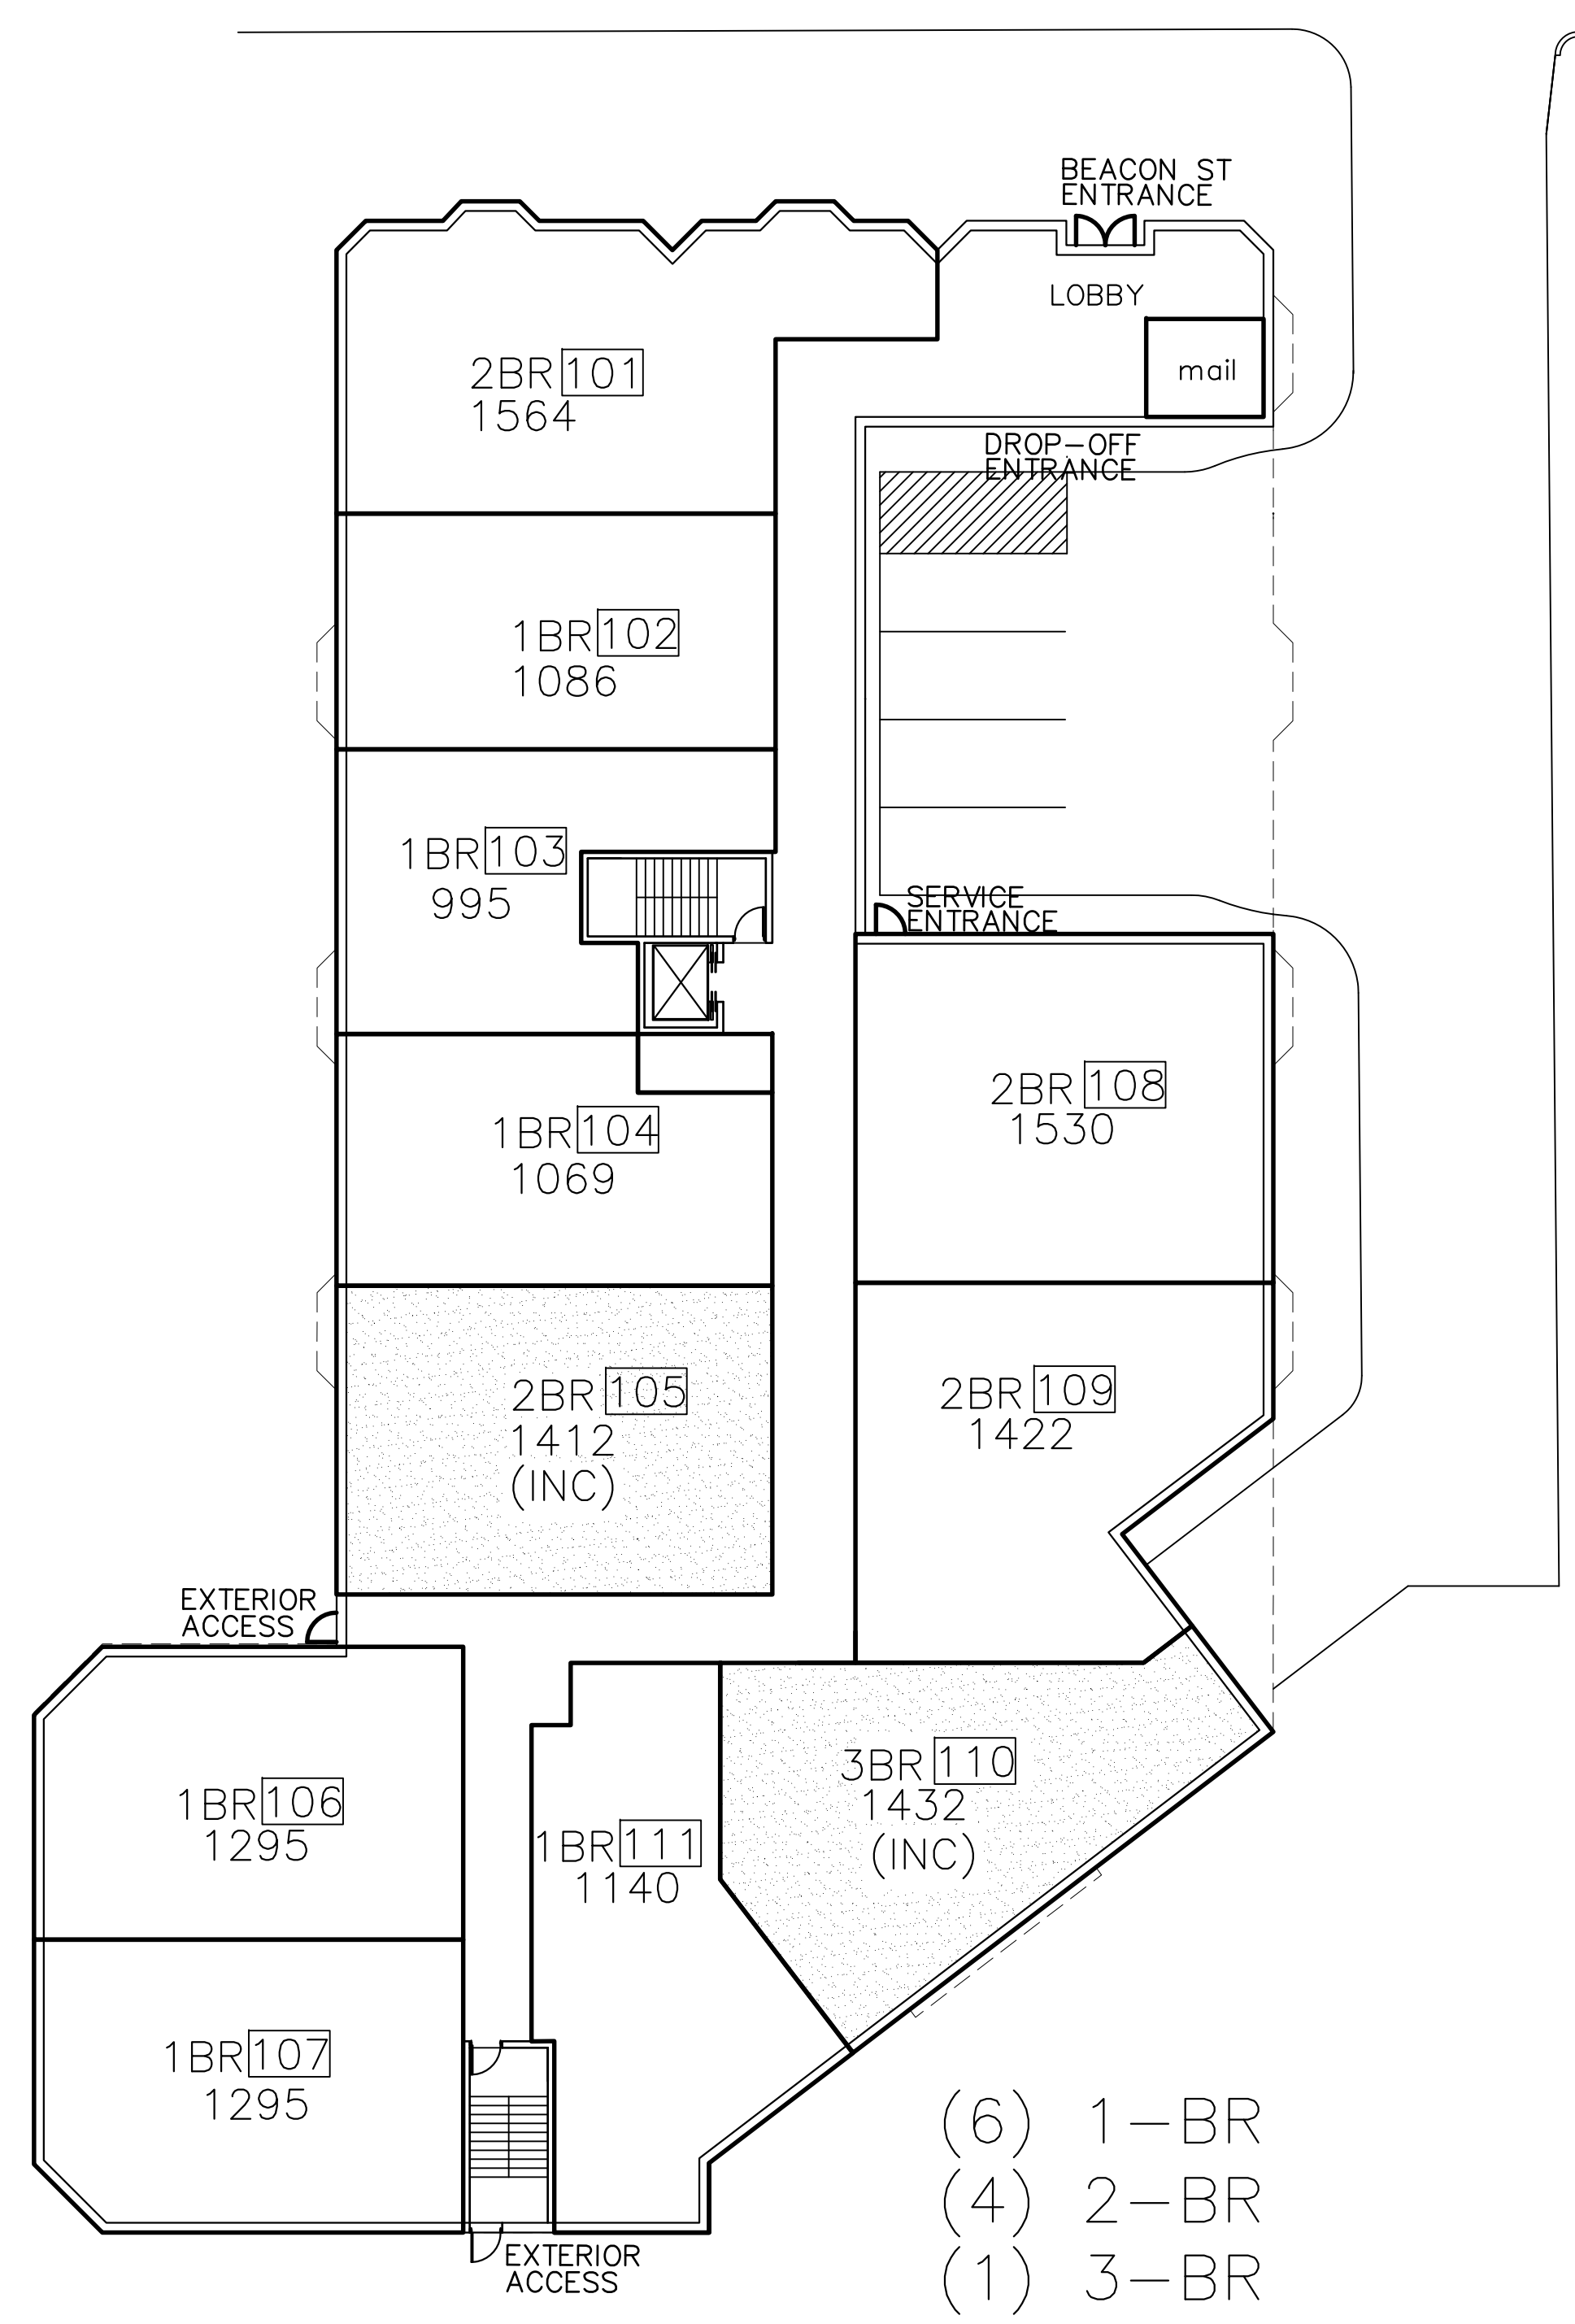 BEACON ST
ENTRANCE
LOBBY
mail
2BR 101
1564
DROP-OFF
ENTRANCE
1BR 102
1086
1BR 103
995
SERVICE
ENTRANCE
2BR 108
1530
1BR 104
1069
2BR 105
1412
(INC)
2BR 109
1422
EXTERIOR
ACCESS
3BR 110
1432
(INC)
1BR 106
1295
1BR 111
1140
1BR 107
1295
(6) 1-BR
(4) 2-BR
(1) 3-BR
EXTERIOR
ACCESS